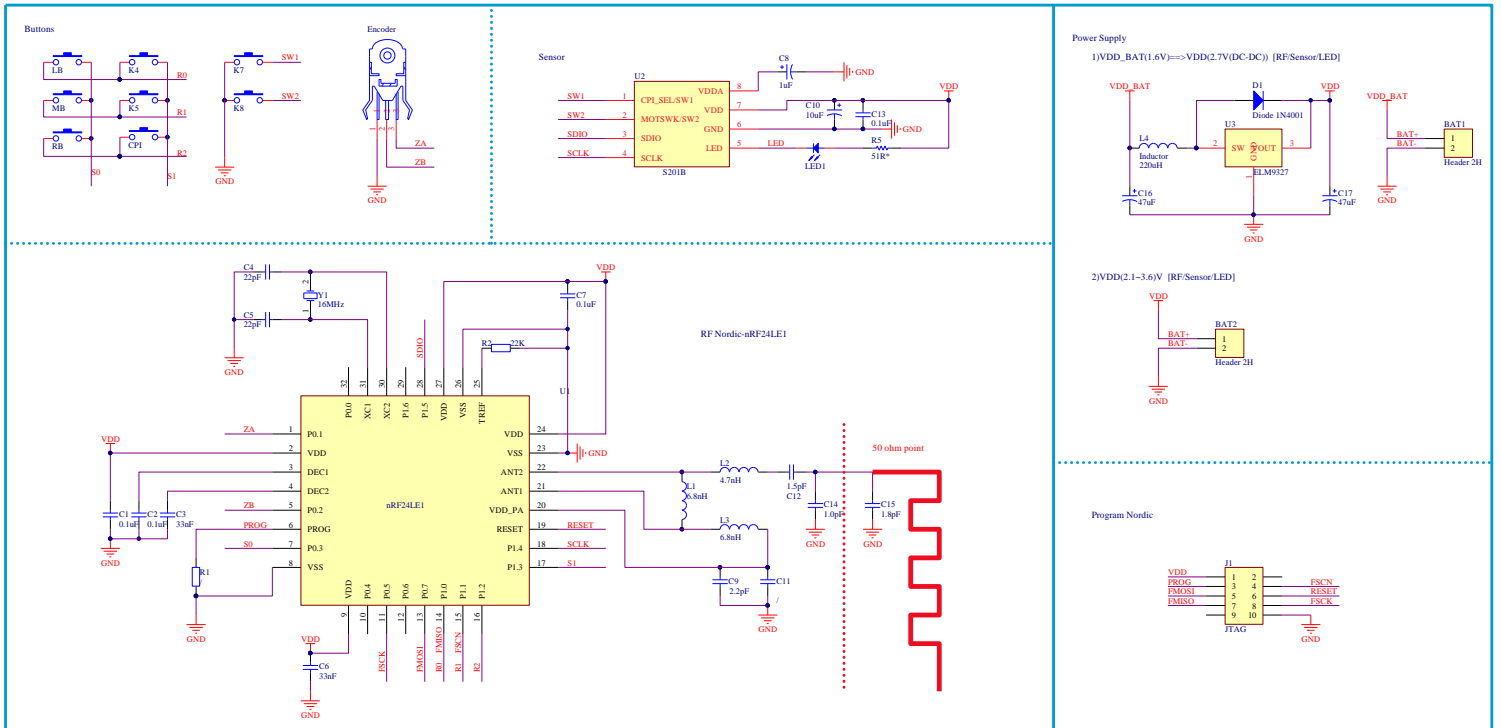 Buttons
LB
K4
R0
MB
K5
R1
RB
CPI
R2
S0
S1
K7
SW1
K8
SW2
GND
Encoder
1
2
3
ZA
ZB
GND
Sensor
U2
SW1 1 CPI_SEL/SW1
SW2 2 MOTSWK/SW2
SDIO 3 SDIO
SCLK 4 SCLK
VDDA 8
VDD 7
GND 6
LED 5
S201B
C8
1uF
GND
VDD
C10
10uF
C13
0.1uF
GND
LED
LED1
R5
51R*
Power Supply
1)VDD_BAT(1.6V)==>VDD(2.7V(DC-DC)) [RF/Sensor/LED]
VDD_BAT
D1
Diode 1N4001
VDD
L4
Inductor
220uH
U3
2 SW
GND
VOUT 3
1
ELM9327
C16
47uF
C17
47uF
GND
VDD_BAT
BAT1
BAT+ 1
BAT- 2
Header 2H
GND
2)VDD(2.1~3.6)V [RF/Sensor/LED]
VDD
BAT2
BAT+ 1
BAT- 2
Header 2H
GND
RF Nordic-nRF24LE1
C4
22pF
2
Y1
16MHz
1
C5
22pF
GND
VDD
C7
0.1uF
R2 22K
SDIO
GND
U1
32 P0.0
31 XC1
30 XC2
29 P1.6
28 P1.5
27 VDD
26 VSS
25 TREF
nRF24LE1
ZA 1 P0.1
2 VDD
3 DEC1
4 DEC2
ZB 5 P0.2
PROG 6 PROG
S0 7 P0.3
8 VSS
VDD 24
VSS 23
ANT2 22
ANT1 21
VDD_PA 20
RESET 19 RESET
P1.4 18 SCLK
P1.3 17 S1
VDD 9
P0.4 10
P0.5 11 FSCK
P0.6 12
P0.7 13 FMOSI
P1.0 14 FMISO R0
P1.1 15 FSCN R1
P1.2 16 R2
VDD
C1
0.1uF
C2
0.1uF
C3
33nF
GND
R1
/
GND
VDD
C6
33nF
GND
L1
6.8nH
L2
4.7nH
L3
6.8nH
1.5pF
C12
C14
1.0pF
GND
C15
1.8pF
GND
C9
2.2pF
C11
/
GND
50 ohm point
Program Nordic
J1
VDD 1 2
PROG 3 4 FSCN
FMOSI 5 6 RESET
FMISO 7 8 FSCK
9 10
JTAG
GND